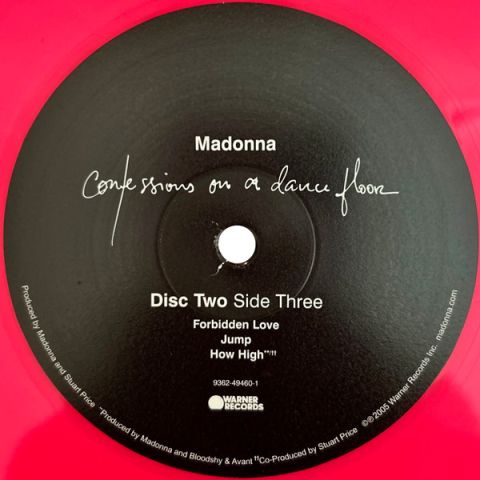 Madonna
Confessions on a dance floor
Disc Two Side Three
Forbidden Love
Jump
How High**/††
9362-49460-1
WARNER RECORDS
Produced by Madonna and Stuart Price
**Produced by Madonna and Bloodshy & Avant ††Co-Produced by Stuart Price
©℗ 2005 Warner Records Inc. madonna.com